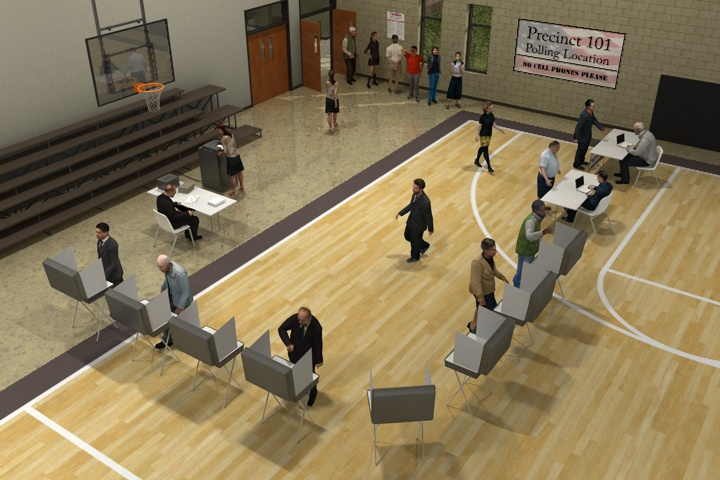 Precinct 101
Polling Location
NO CELL PHONES PLEASE